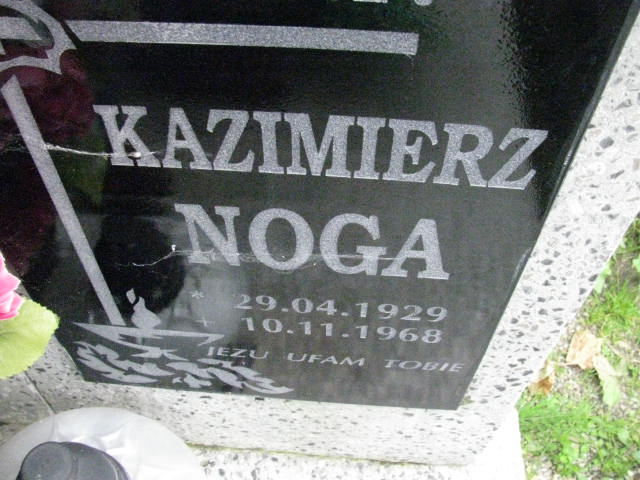 KAZIMIERZ
NOGA
* 29.04.1929
+ 10.11.1968
JEZU UFAM TOBIE